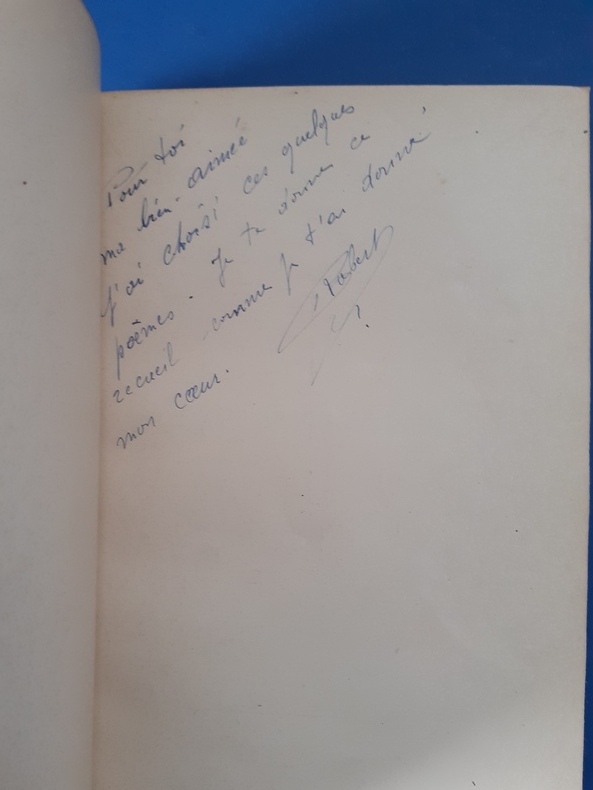 Pour toi
ma bien-aimée
j'ai choisi ces quelques
poèmes. Je te donne ce
recueil comme je t'ai donné
mon cœur.
Robert